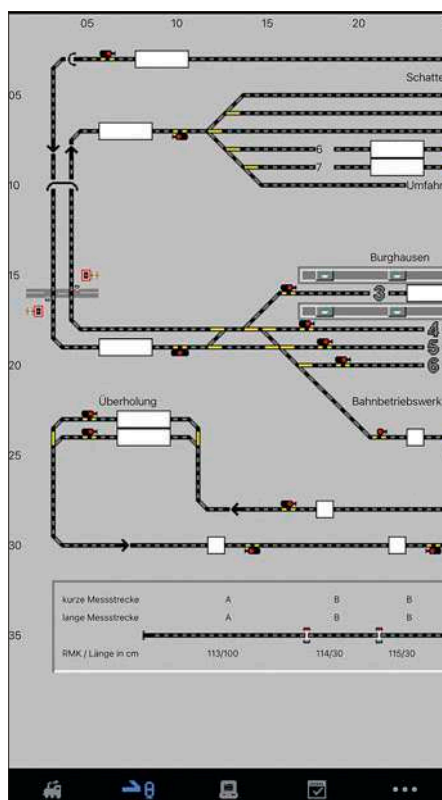 05 10 15 20
Schatte
05
6
7
10
Umfahr
Burghausen
15
3
4
5
20
6
Überholung
Bahnbetriebswerk
25
30
kurze Messstrecke A B B
lange Messstrecke A B B
35
RMK / Länge in cm 113/100 114/30 115/30